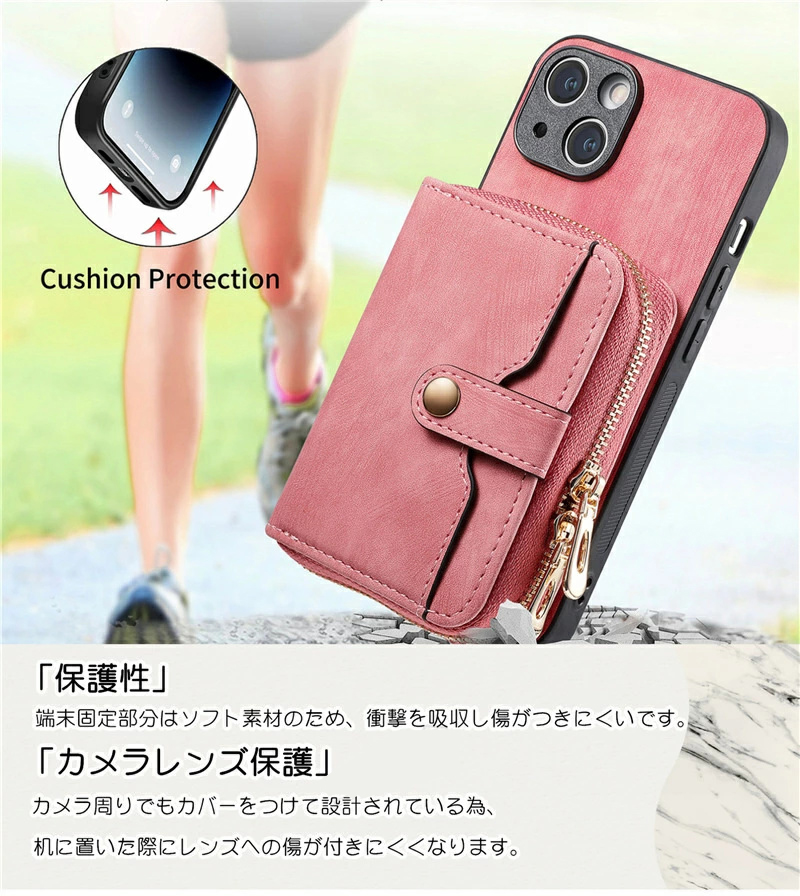 Cushion Protection
「保護性」
端末固定部分はソフト素材のため、衝撃を吸収し傷がつきにくいです。
「カメラレンズ保護」
カメラ周りでもカバーをつけて設計されている為、
机に置いた際にレンズへの傷が付きにくくなります。